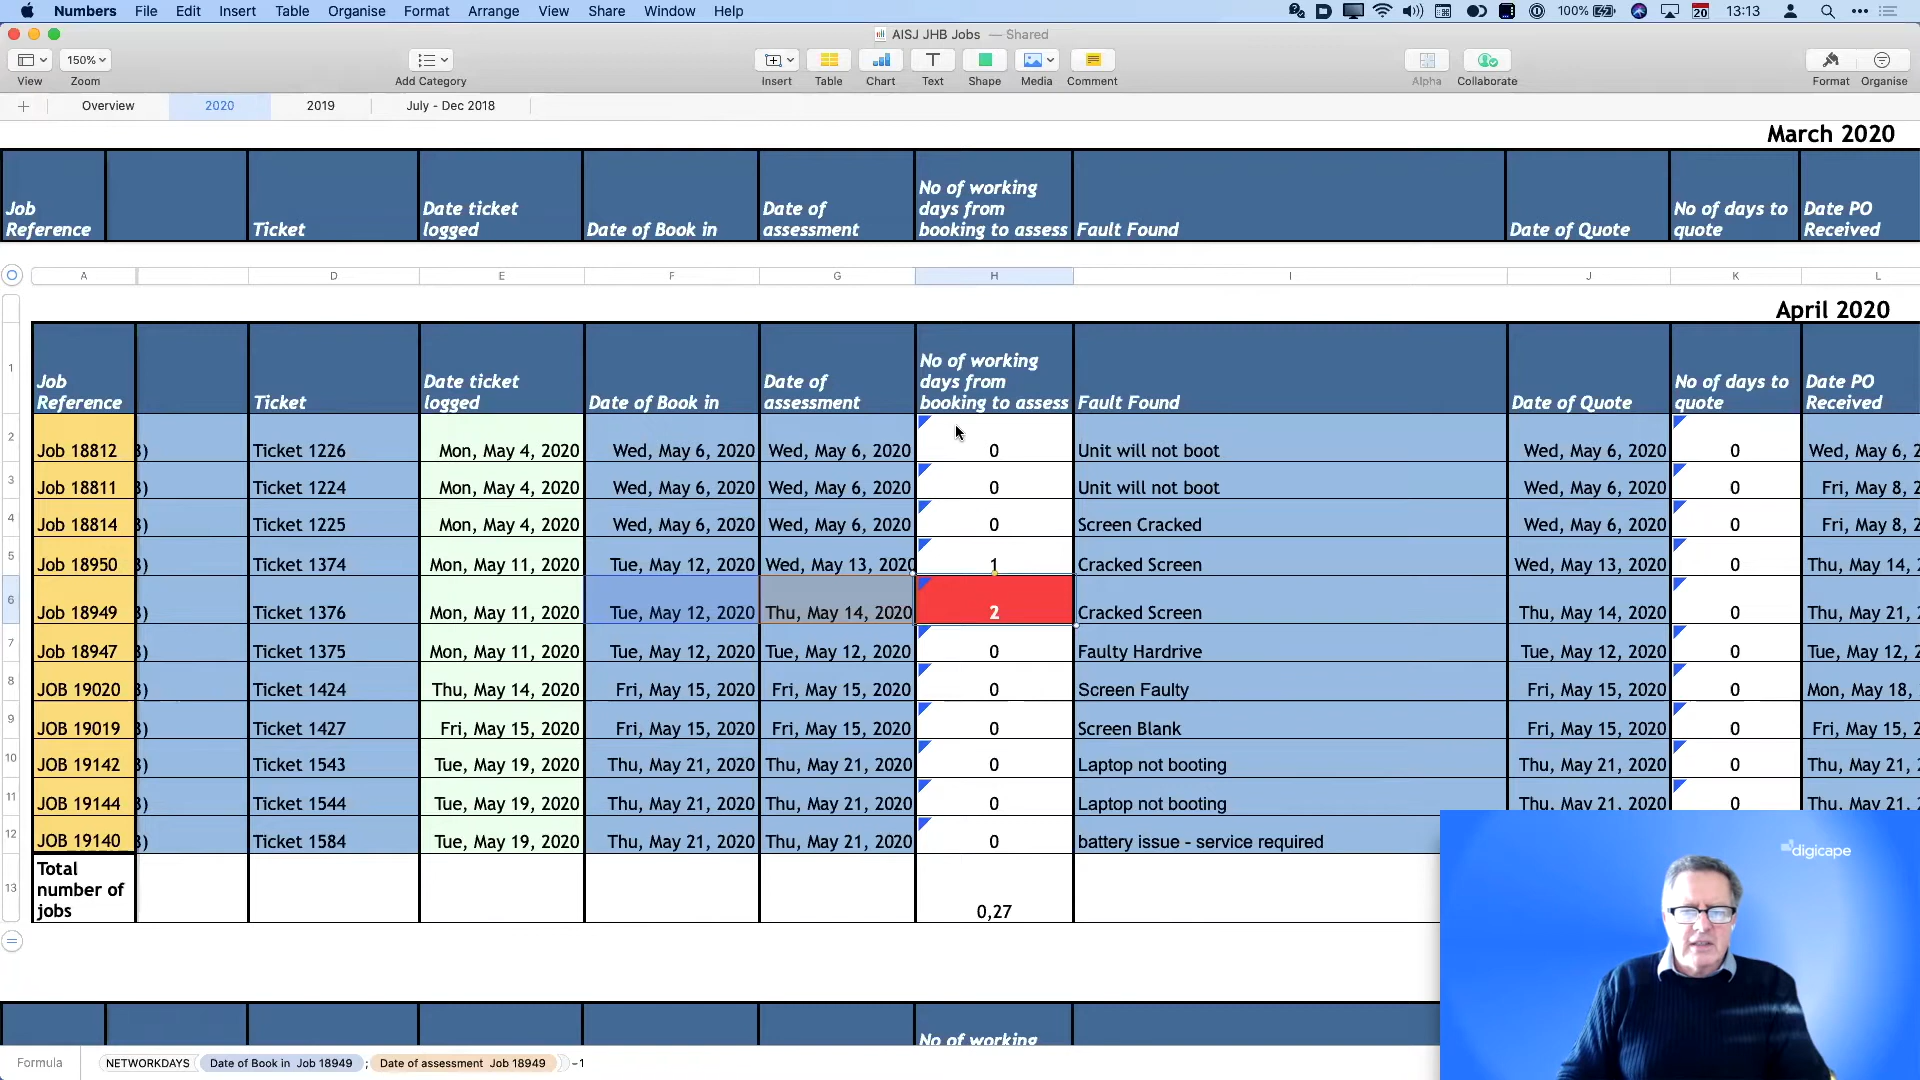 Numbers File Edit Insert Table Organise Format Arrange View Share Window Help 100% 20 13:13
AISJ JHB Jobs — Shared
150%
View Zoom Add Category Insert Table Chart Text Shape Media Comment Alpha Collaborate Format Organise
Overview 2020 2019 July - Dec 2018
March 2020
Job Reference Ticket Date ticket logged Date of Book in Date of assessment No of working days from booking to assess Fault Found Date of Quote No of days to quote Date PO Received
A D E F G H I J K L
April 2020
1 Job Reference Ticket Date ticket logged Date of Book in Date of assessment No of working days from booking to assess Fault Found Date of Quote No of days to quote Date PO Received
2 Job 18812 3) Ticket 1226 Mon, May 4, 2020 Wed, May 6, 2020 Wed, May 6, 2020 0 Unit will not boot Wed, May 6, 2020 0 Wed, May 6, 2
3 Job 18811 3) Ticket 1224 Mon, May 4, 2020 Wed, May 6, 2020 Wed, May 6, 2020 0 Unit will not boot Wed, May 6, 2020 0 Fri, May 8, 2
4 Job 18814 3) Ticket 1225 Mon, May 4, 2020 Wed, May 6, 2020 Wed, May 6, 2020 0 Screen Cracked Wed, May 6, 2020 0 Fri, May 8, 2
5 Job 18950 3) Ticket 1374 Mon, May 11, 2020 Tue, May 12, 2020 Wed, May 13, 2020 1 Cracked Screen Wed, May 13, 2020 0 Thu, May 14, 2
6 Job 18949 3) Ticket 1376 Mon, May 11, 2020 Tue, May 12, 2020 Thu, May 14, 2020 2 Cracked Screen Thu, May 14, 2020 0 Thu, May 21, 2
7 Job 18947 3) Ticket 1375 Mon, May 11, 2020 Tue, May 12, 2020 Tue, May 12, 2020 0 Faulty Hardrive Tue, May 12, 2020 0 Tue, May 12, 2
8 JOB 19020 3) Ticket 1424 Thu, May 14, 2020 Fri, May 15, 2020 Fri, May 15, 2020 0 Screen Faulty Fri, May 15, 2020 0 Mon, May 18,
9 JOB 19019 3) Ticket 1427 Fri, May 15, 2020 Fri, May 15, 2020 Fri, May 15, 2020 0 Screen Blank Fri, May 15, 2020 0 Fri, May 15, 2
10 JOB 19142 3) Ticket 1543 Tue, May 19, 2020 Thu, May 21, 2020 Thu, May 21, 2020 0 Laptop not booting Thu, May 21, 2020 0 Thu, May 21, 2
11 JOB 19144 3) Ticket 1544 Tue, May 19, 2020 Thu, May 21, 2020 Thu, May 21, 2020 0 Laptop not booting Thu, May 21, 2020 0 Thu, May 21, 2
12 JOB 19140 3) Ticket 1584 Tue, May 19, 2020 Thu, May 21, 2020 Thu, May 21, 2020 0 battery issue - service required
13 Total number of jobs 0,27
digicape
No of working
Formula NETWORKDAYS Date of Book in Job 18949 ; Date of assessment Job 18949 -1